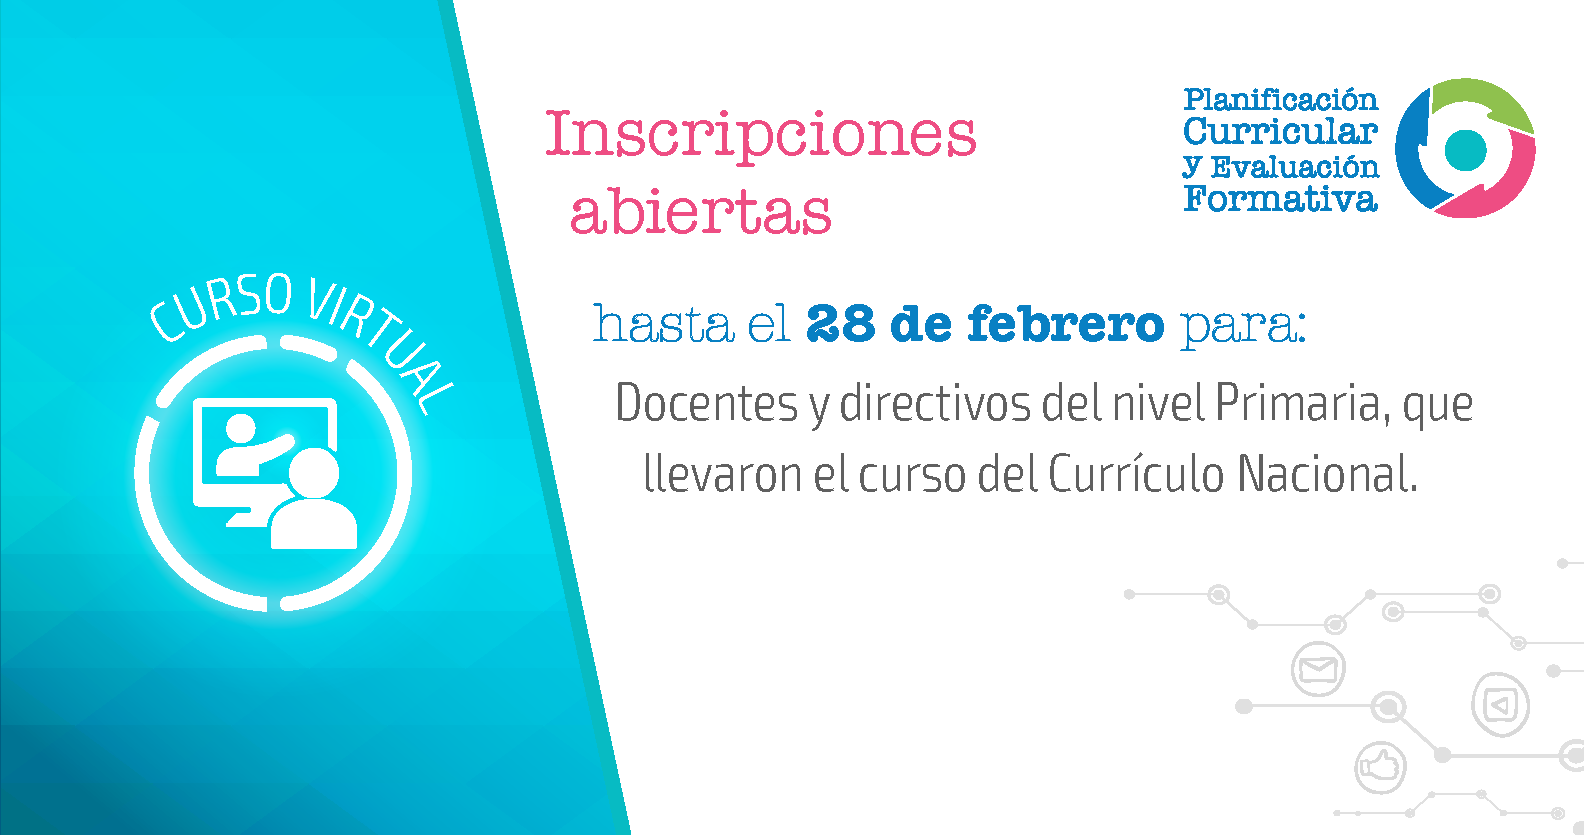 Inscripciones
abiertas
Planificación
Curricular
y Evaluación
Formativa
CURSO VIRTUAL
hasta el 28 de febrero para:
Docentes y directivos del nivel Primaria, que
llevaron el curso del Currículo Nacional.